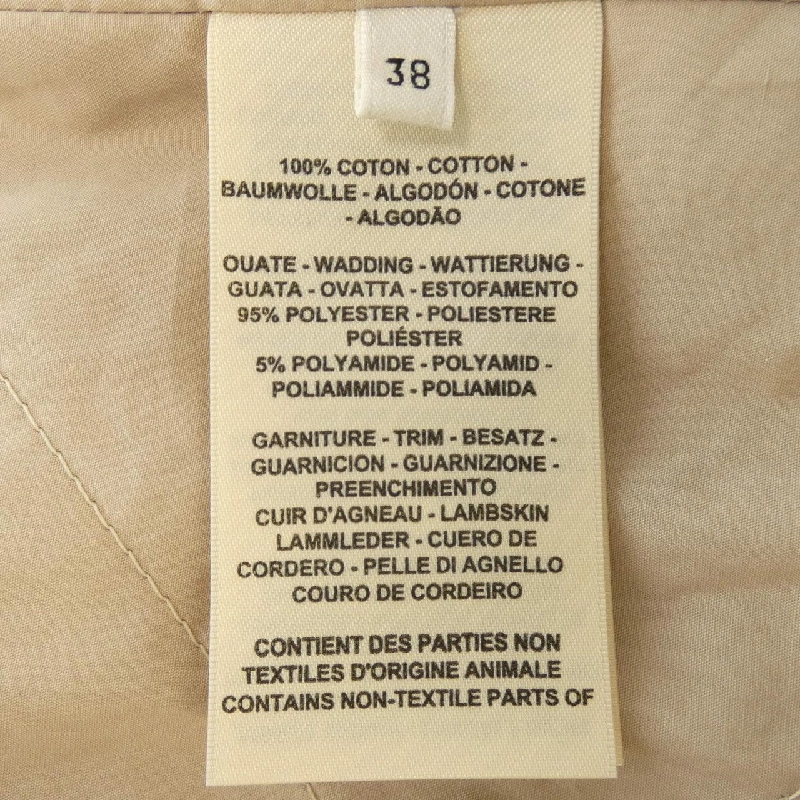 38
100% COTON - COTTON -
BAUMWOLLE - ALGODÓN - COTONE
- ALGODÃO
OUATE - WADDING - WATTIERUNG -
GUATA - OVATTA - ESTOFAMENTO
95% POLYESTER - POLIESTERE
POLIÉSTER
5% POLYAMIDE - POLYAMID -
POLIAMMIDE - POLIAMIDA
GARNITURE - TRIM - BESATZ -
GUARNICION - GUARNIZIONE -
PREENCHIMENTO
CUIR D'AGNEAU - LAMBSKIN
LAMMLEDER - CUERO DE
CORDERO - PELLE DI AGNELLO
COURO DE CORDEIRO
CONTIENT DES PARTIES NON
TEXTILES D'ORIGINE ANIMALE
CONTAINS NON-TEXTILE PARTS OF